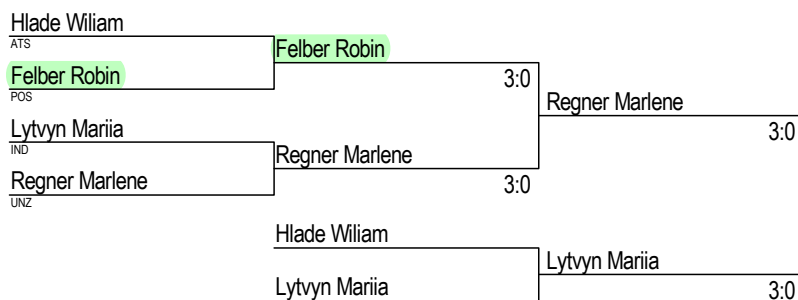 Hlade Wiliam
ATS
Felber Robin
Felber Robin
3:0
POS
Regner Marlene
3:0
Lytvyn Mariia
IND
Regner Marlene
Regner Marlene
3:0
UNZ
Hlade Wiliam
Lytvyn Mariia
3:0
Lytvyn Mariia